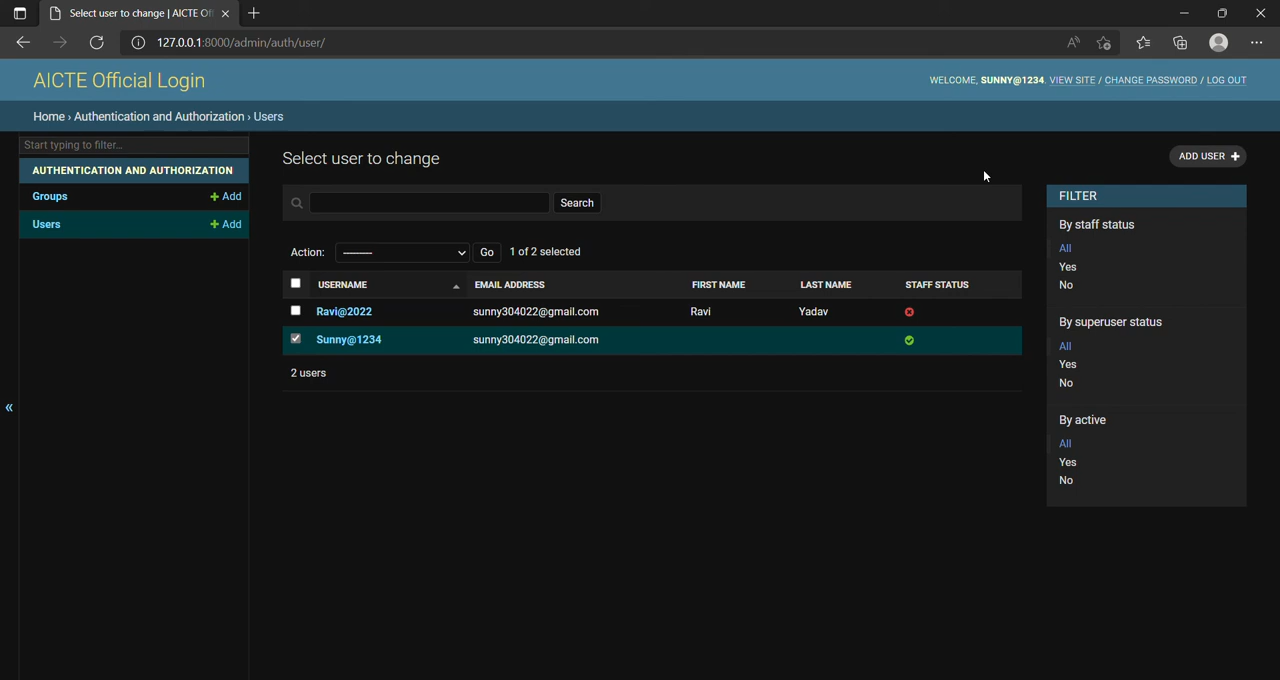 Select user to change | AICTE Of
127.0.0.1:8000/admin/auth/user/
AICTE Official Login
WELCOME, SUNNY@1234. VIEW SITE / CHANGE PASSWORD / LOG OUT
Home › Authentication and Authorization › Users
Start typing to filter...
AUTHENTICATION AND AUTHORIZATION
Groups + Add
Users + Add
Select user to change
ADD USER +
Search
Action: --------- Go 1 of 2 selected
USERNAME EMAIL ADDRESS FIRST NAME LAST NAME STAFF STATUS
Ravi@2022 sunny304022@gmail.com Ravi Yadav
Sunny@1234 sunny304022@gmail.com
2 users
FILTER
By staff status
All
Yes
No
By superuser status
All
Yes
No
By active
All
Yes
No
«